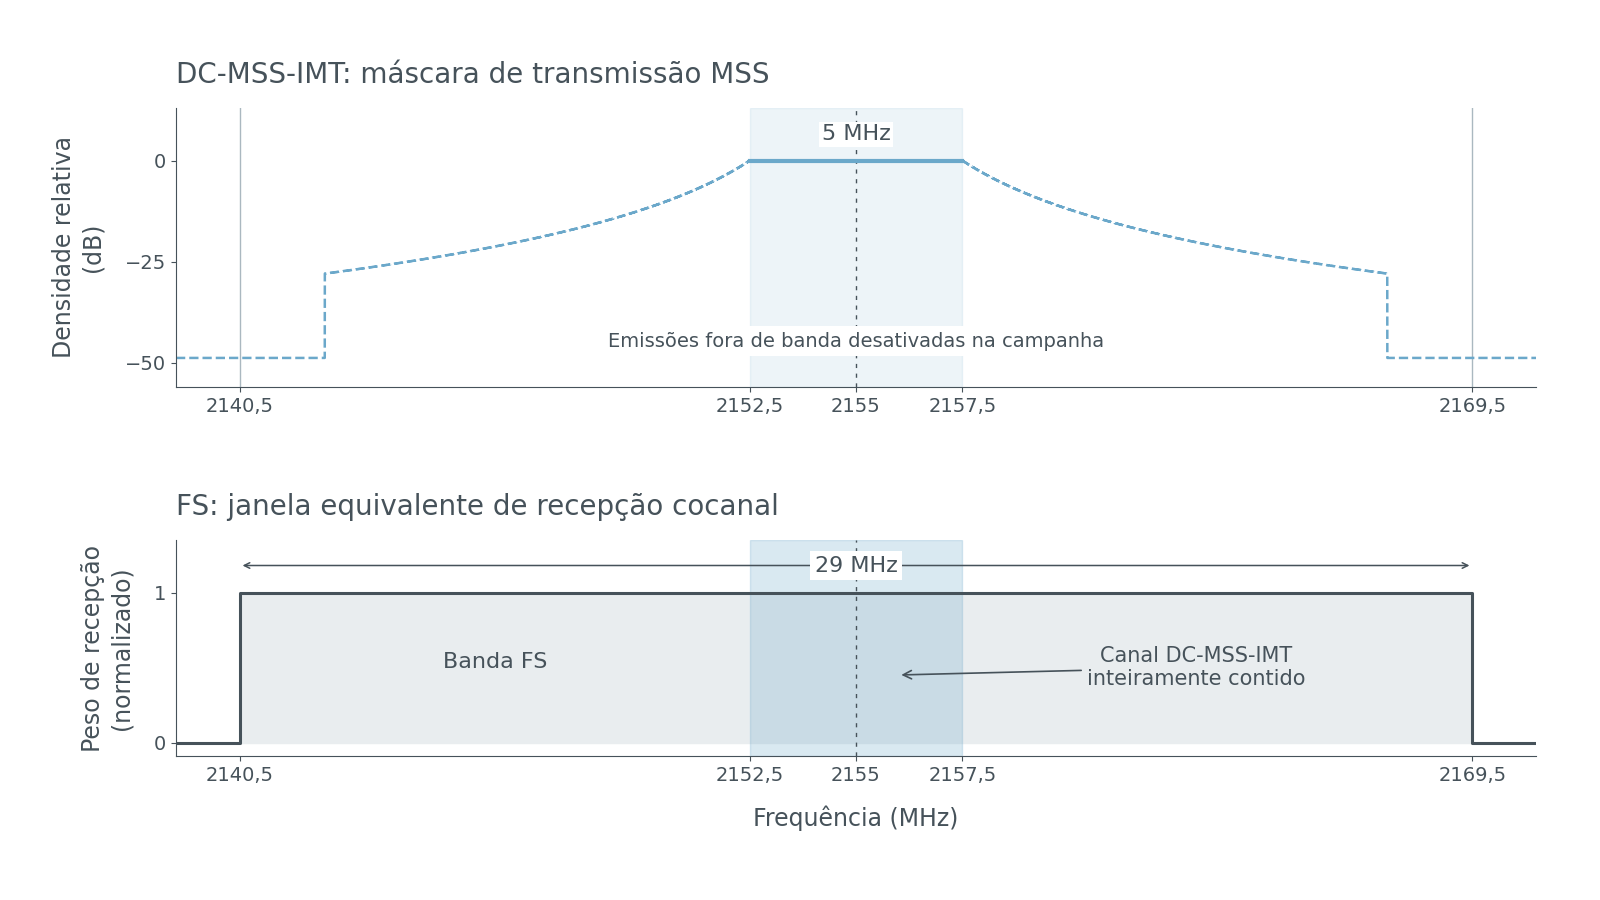 DC-MSS-IMT: máscara de transmissão MSS
Densidade relativa
(dB)
0
−25
−50
5 MHz
Emissões fora de banda desativadas na campanha
2140,5
2152,5
2155
2157,5
2169,5
FS: janela equivalente de recepção cocanal
Peso de recepção
(normalizado)
1
0
29 MHz
Banda FS
Canal DC-MSS-IMT
inteiramente contido
2140,5
2152,5
2155
2157,5
2169,5
Frequência (MHz)